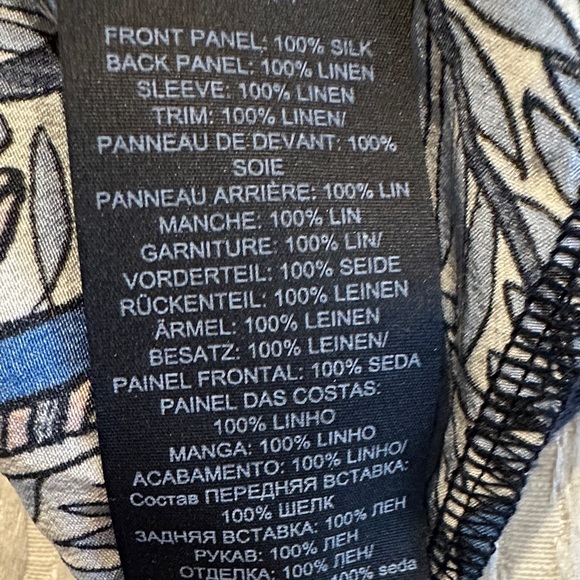 FRONT PANEL: 100% SILK
BACK PANEL: 100% LINEN
SLEEVE: 100% LINEN
TRIM: 100% LINEN/
PANNEAU DE DEVANT: 100%
SOIE
PANNEAU ARRIÈRE: 100% LIN
MANCHE: 100% LIN
GARNITURE: 100% LIN/
VORDERTEIL: 100% SEIDE
RÜCKENTEIL: 100% LEINEN
ÄRMEL: 100% LEINEN
BESATZ: 100% LEINEN/
PAINEL FRONTAL: 100% SEDA
PAINEL DAS COSTAS:
100% LINHO
MANGA: 100% LINHO
ACABAMENTO: 100% LINHO/
Состав ПЕРЕДНЯЯ ВСТАВКА:
100% ШЕЛК
ЗАДНЯЯ ВСТАВКА: 100% ЛЕН
РУКАВ: 100% ЛЕН
ОТДЕЛКА: 100% ЛЕН/
100% seda